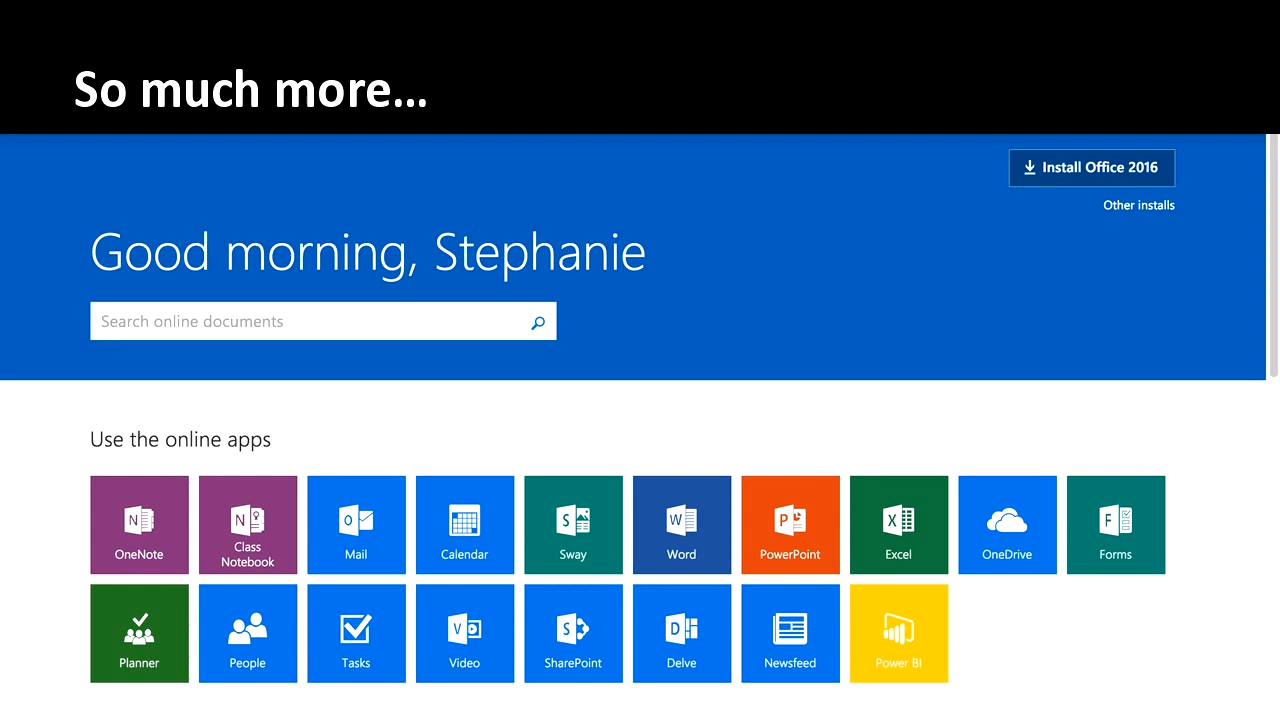 So much more...
Install Office 2016
Other installs
Good morning, Stephanie
Search online documents
Use the online apps
OneNote
Class
Notebook
Mail
Calendar
Sway
Word
PowerPoint
Excel
OneDrive
Forms
Planner
People
Tasks
Video
SharePoint
Delve
Newsfeed
Power BI